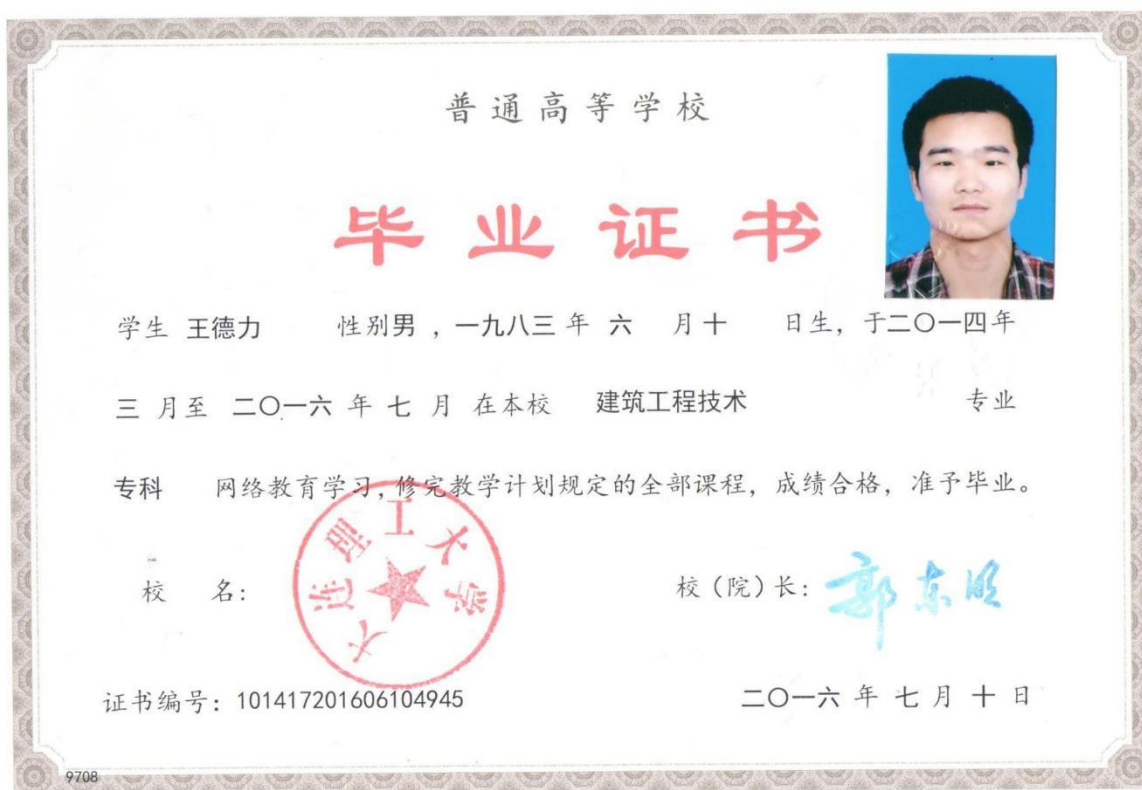 普通高等学校
毕业证书
学生 王德力 性别男 ，一九八三 年 六 月十 日生，于二〇一四年
三 月至 二〇一六 年 七 月 在本校 建筑工程技术 专业
专科 网络教育学习，修完教学计划规定的全部课程，成绩合格，准予毕业。
大连理工大学
校 名： 校（院）长：郭东明
证书编号：101417201606104945 二〇一六 年 七 月 十 日
9708